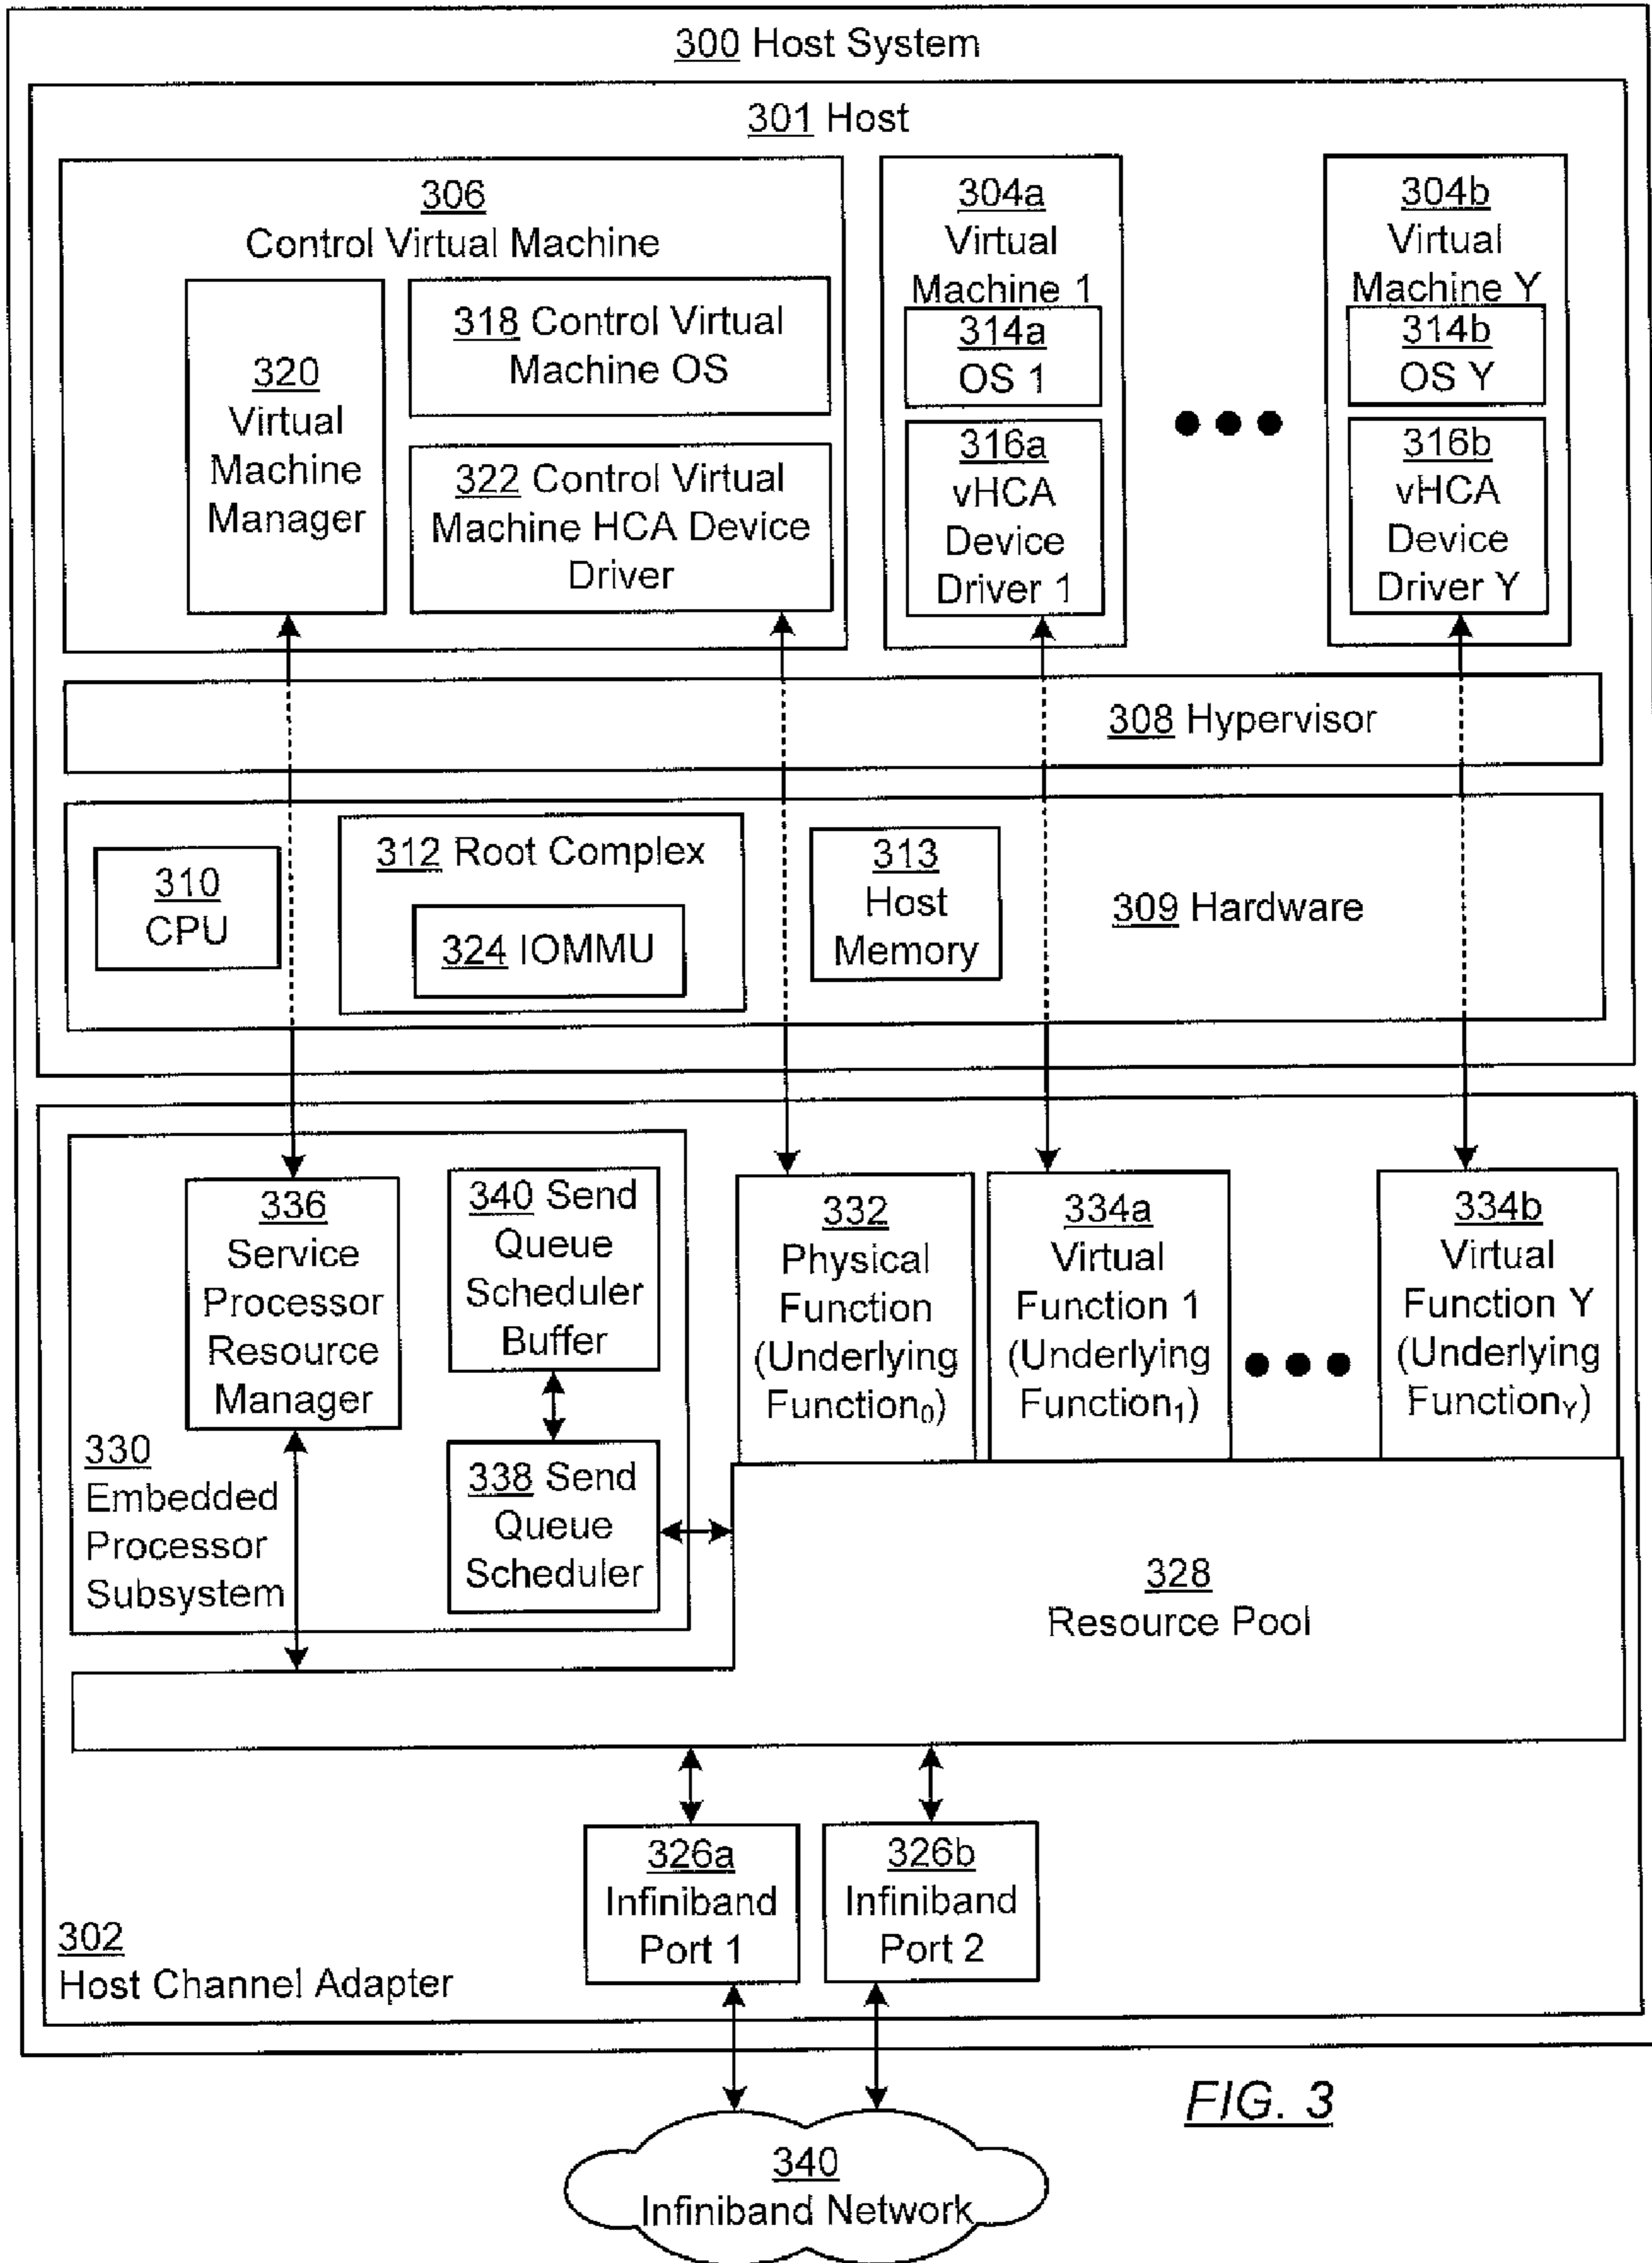 300 Host System
301 Host
306
Control Virtual Machine
320
Virtual
Machine
Manager
318 Control Virtual
Machine OS
322 Control Virtual
Machine HCA Device
Driver
304a
Virtual
Machine 1
314a
OS 1
316a
vHCA
Device
Driver 1
304b
Virtual
Machine Y
314b
OS Y
316b
vHCA
Device
Driver Y
308 Hypervisor
310
CPU
312 Root Complex
324 IOMMU
313
Host
Memory
309 Hardware
336
Service
Processor
Resource
Manager
340 Send
Queue
Scheduler
Buffer
338 Send
Queue
Scheduler
330
Embedded
Processor
Subsystem
332
Physical
Function
(Underlying
Function₀)
334a
Virtual
Function 1
(Underlying
Function₁)
334b
Virtual
Function Y
(Underlying
FunctionY)
328
Resource Pool
326a
Infiniband
Port 1
326b
Infiniband
Port 2
302
Host Channel Adapter
340
Infiniband Network
FIG. 3